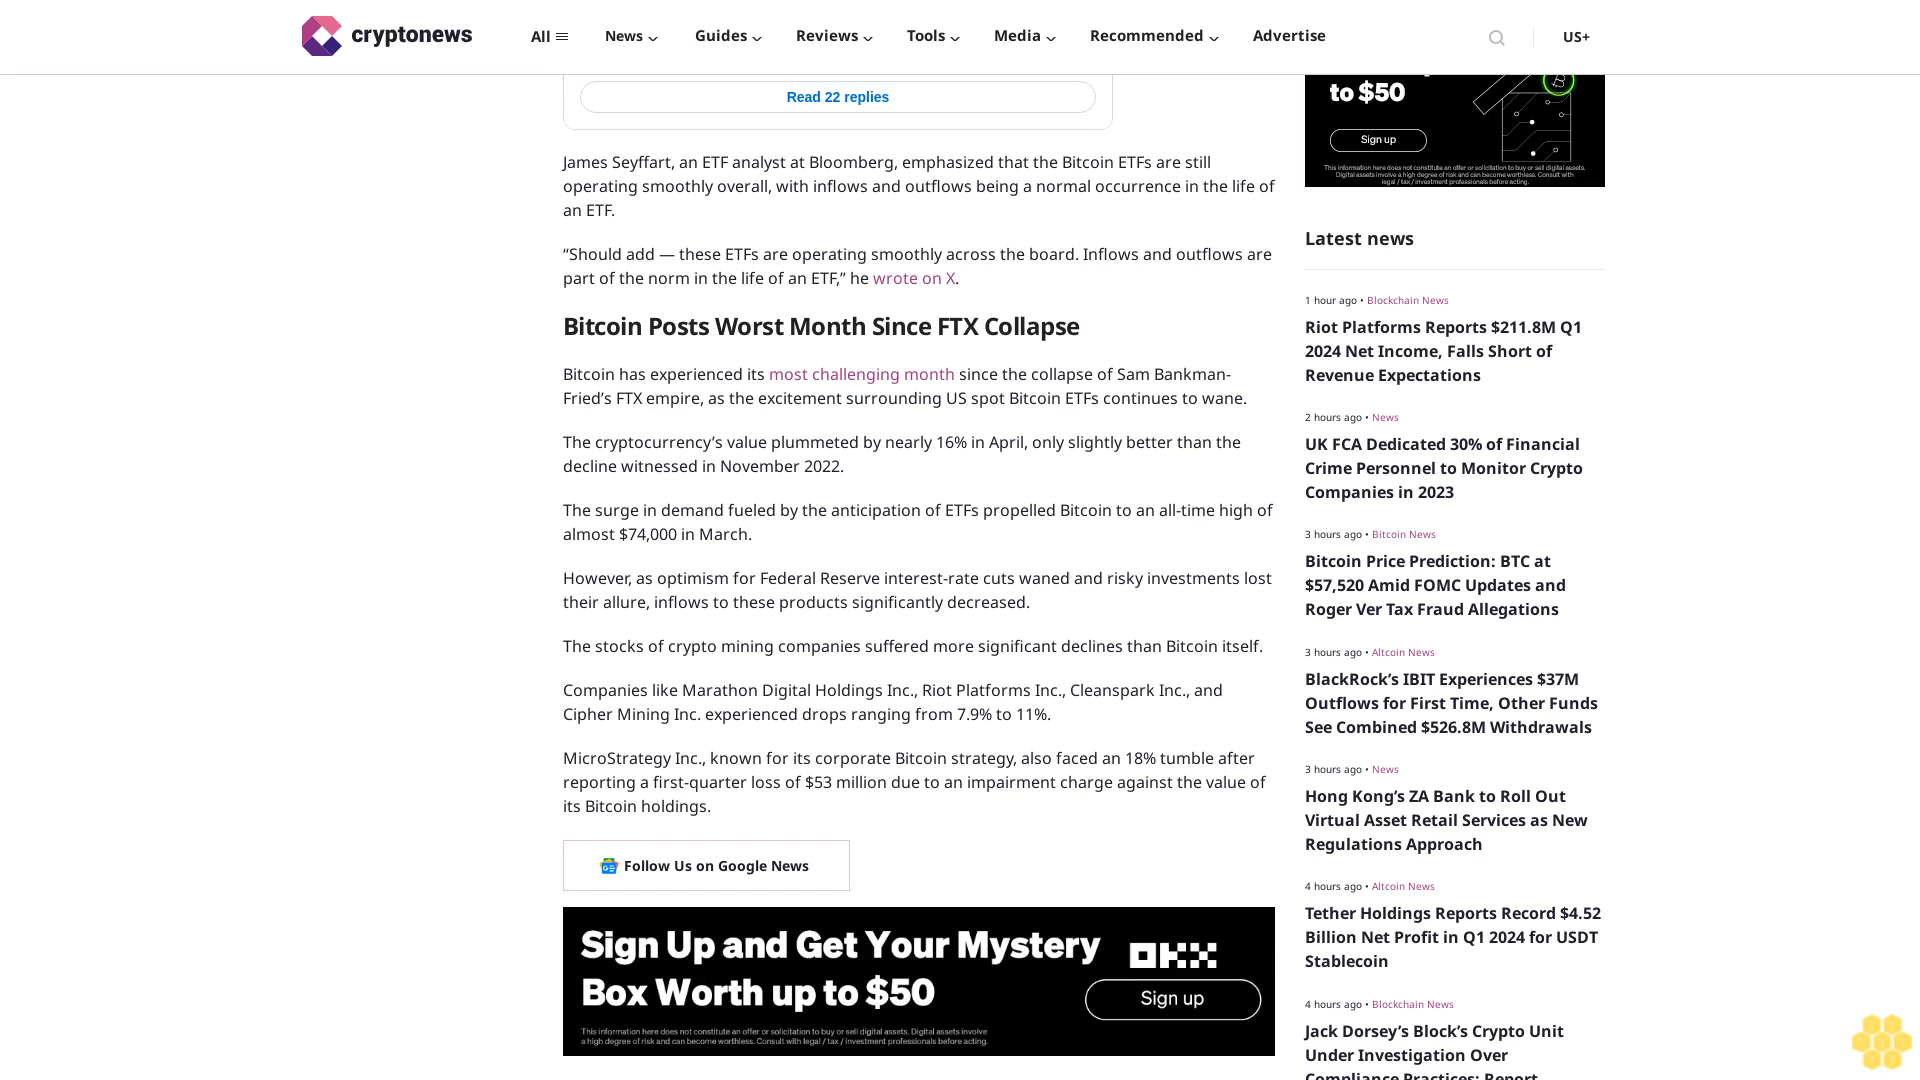 cryptonews
All
News
Guides
Reviews
Tools
Media
Recommended
Advertise
US+
Read 22 replies
James Seyffart, an ETF analyst at Bloomberg, emphasized that the Bitcoin ETFs are still
operating smoothly overall, with inflows and outflows being a normal occurrence in the life of
an ETF.
“Should add — these ETFs are operating smoothly across the board. Inflows and outflows are
part of the norm in the life of an ETF,” he wrote on X.
Bitcoin Posts Worst Month Since FTX Collapse
Bitcoin has experienced its most challenging month since the collapse of Sam Bankman-
Fried’s FTX empire, as the excitement surrounding US spot Bitcoin ETFs continues to wane.
The cryptocurrency’s value plummeted by nearly 16% in April, only slightly better than the
decline witnessed in November 2022.
The surge in demand fueled by the anticipation of ETFs propelled Bitcoin to an all-time high of
almost $74,000 in March.
However, as optimism for Federal Reserve interest-rate cuts waned and risky investments lost
their allure, inflows to these products significantly decreased.
The stocks of crypto mining companies suffered more significant declines than Bitcoin itself.
Companies like Marathon Digital Holdings Inc., Riot Platforms Inc., Cleanspark Inc., and
Cipher Mining Inc. experienced drops ranging from 7.9% to 11%.
MicroStrategy Inc., known for its corporate Bitcoin strategy, also faced an 18% tumble after
reporting a first-quarter loss of $53 million due to an impairment charge against the value of
its Bitcoin holdings.
Follow Us on Google News
Sign Up and Get Your Mystery
Box Worth up to $50
OKX
Sign up
This information here does not constitute an offer or solicitation to buy or sell digital assets. Digital assets involve
a high degree of risk and can become worthless. Consult with legal / tax / investment professionals before acting.
to $50
Sign up
This information here does not constitute an offer or solicitation to buy or sell digital assets.
Digital assets involve a high degree of risk and can become worthless. Consult with
legal / tax / investment professionals before acting.
Latest news
1 hour ago • Blockchain News
Riot Platforms Reports $211.8M Q1
2024 Net Income, Falls Short of
Revenue Expectations
2 hours ago • News
UK FCA Dedicated 30% of Financial
Crime Personnel to Monitor Crypto
Companies in 2023
3 hours ago • Bitcoin News
Bitcoin Price Prediction: BTC at
$57,520 Amid FOMC Updates and
Roger Ver Tax Fraud Allegations
3 hours ago • Altcoin News
BlackRock’s IBIT Experiences $37M
Outflows for First Time, Other Funds
See Combined $526.8M Withdrawals
3 hours ago • News
Hong Kong’s ZA Bank to Roll Out
Virtual Asset Retail Services as New
Regulations Approach
4 hours ago • Altcoin News
Tether Holdings Reports Record $4.52
Billion Net Profit in Q1 2024 for USDT
Stablecoin
4 hours ago • Blockchain News
Jack Dorsey’s Block’s Crypto Unit
Under Investigation Over
Compliance Practices: Report